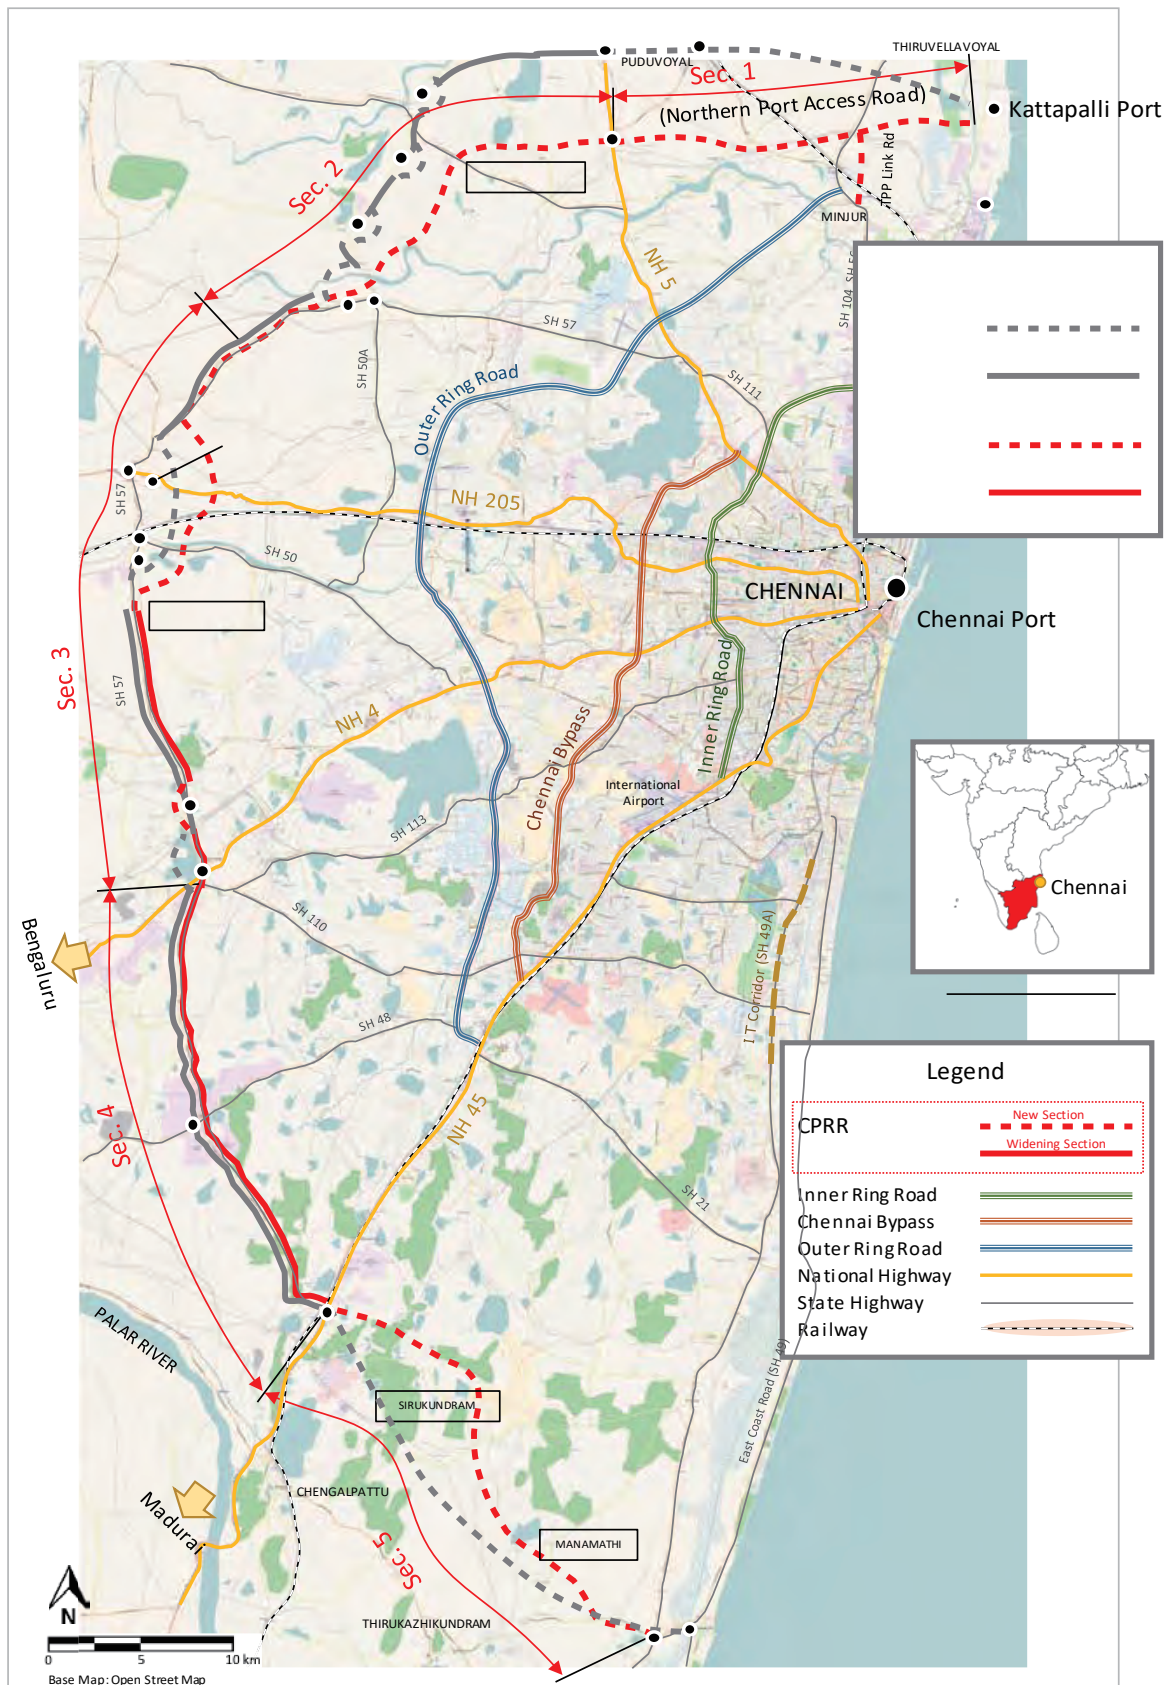 THIRUVELLAVOYAL
PUDUVOYAL
Sec. 1
(Northern Port Access Road)
Kattapalli Port
TPP Link Rd
Sec. 2
MINJUR
NH 5
SH 104
SH 57
SH 50A
SH 111
Outer Ring Road
NH 205
SH 57
SH 50
CHENNAI
Chennai Port
Sec. 3
SH 57
Inner Ring Road
NH 4
Chennai Bypass
International
Airport
SH 113
Chennai
SH 110
Bengaluru
I T Corridor (SH 49A)
SH 48
Legend
CPRR
New Section
Widening Section
Inner Ring Road
Chennai Bypass
Outer Ring Road
National Highway
State Highway
Railway
Sec. 4
NH 45
SH 21
PALAR RIVER
East Coast Road (SH 49)
SIRUKUNDRAM
CHENGALPATTU
Madurai
Sec. 5
MANAMATHI
THIRUKAZHIKUNDRAM
N
0 5 10 km
Base Map: Open Street Map